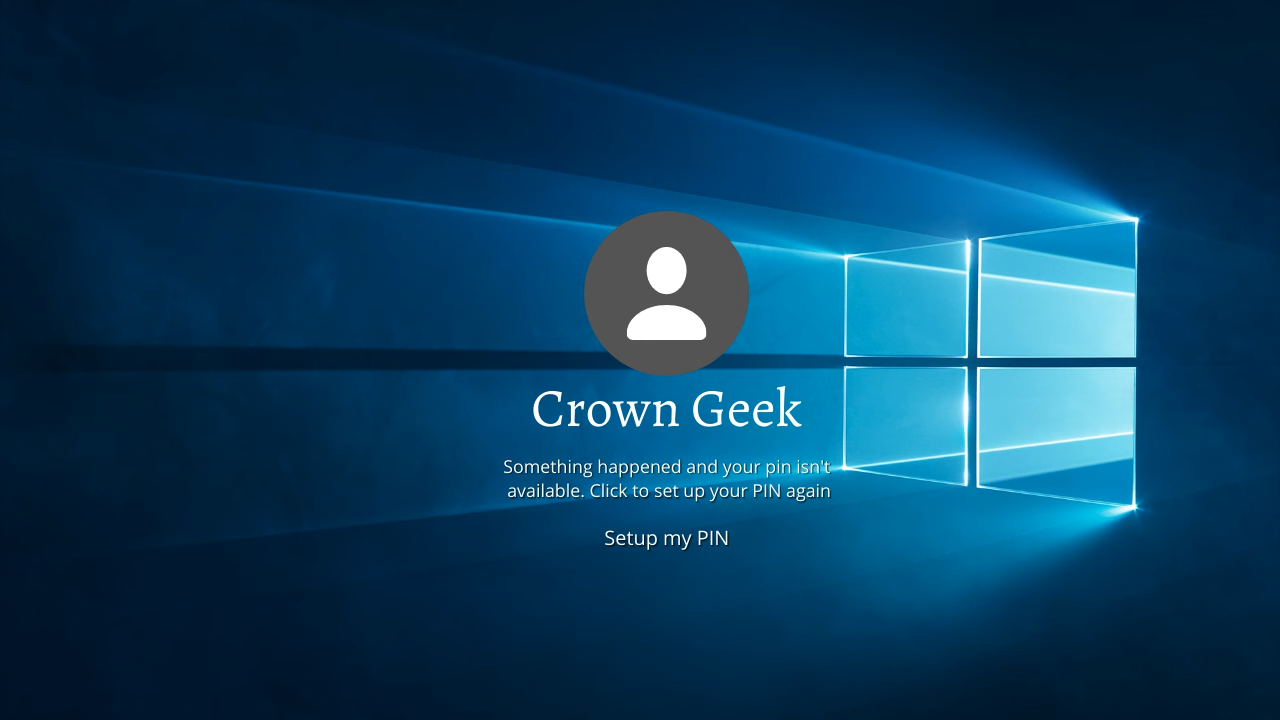 Crown Geek
Something happened and your pin isn't
available. Click to set up your PIN again
Setup my PIN